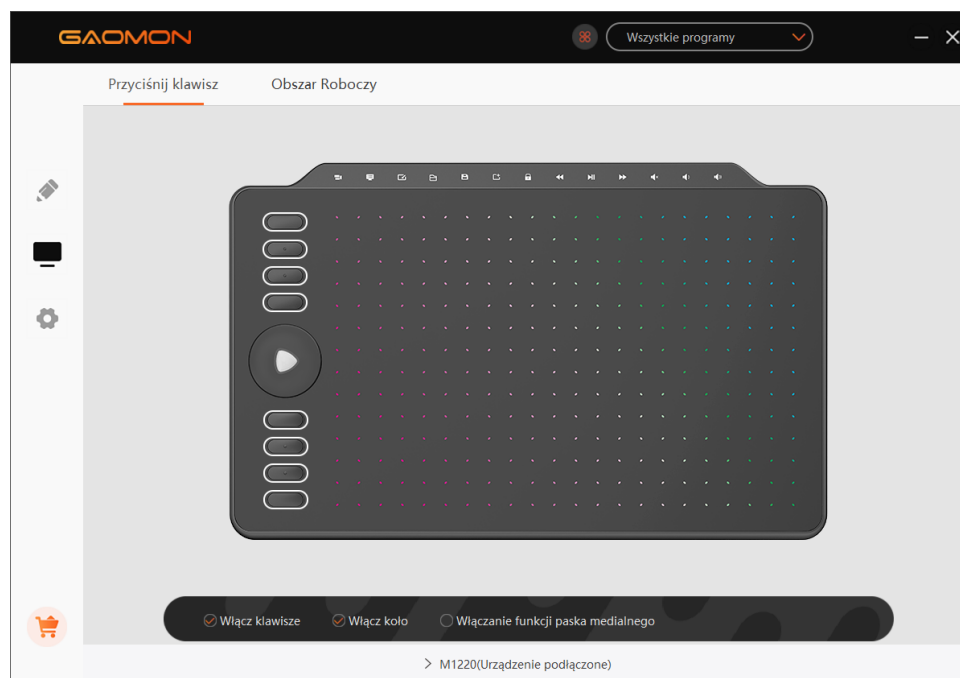 GAOMON
Wszystkie programy
Przyciśnij klawisz
Obszar Roboczy
Włącz klawisze
Włącz koło
Włączanie funkcji paska medialnego
M1220(Urządzenie podłączone)